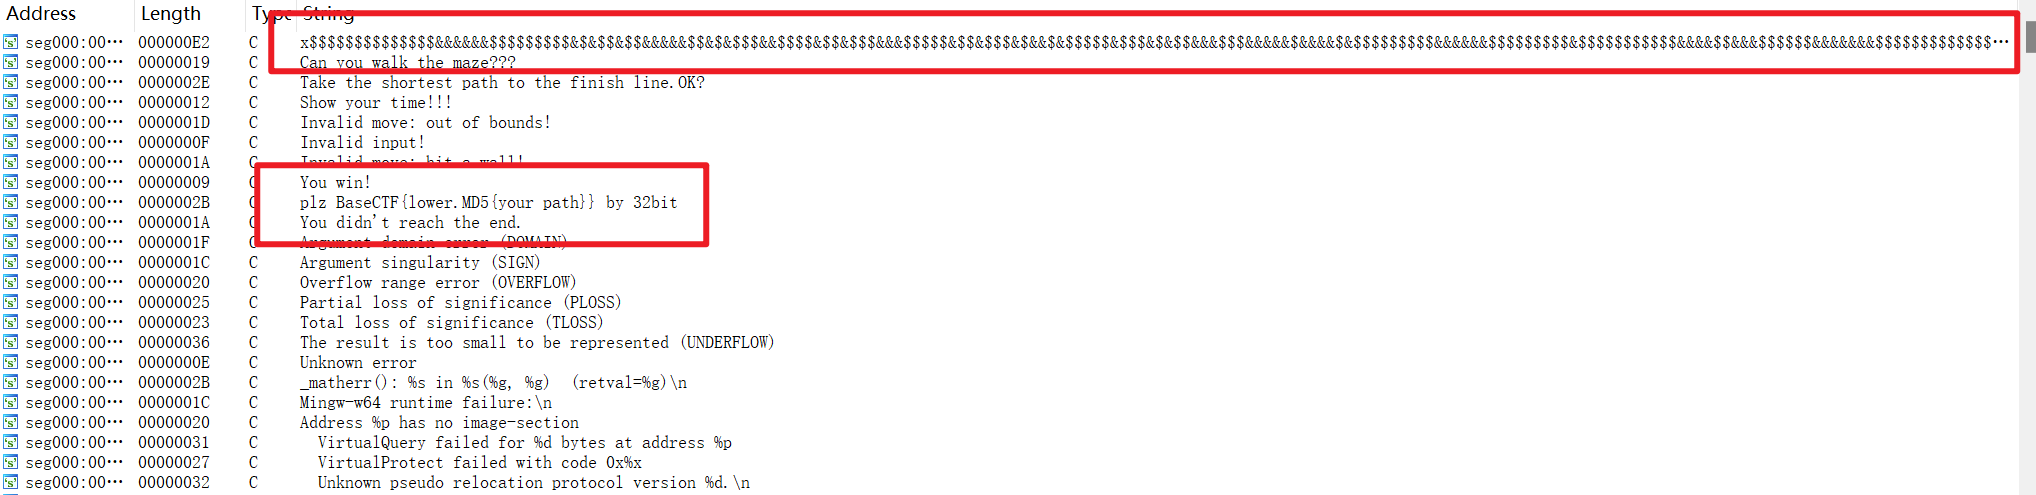 Address Length Type String
seg000:00··· 000000E2 C
seg000:00··· 00000019 C Can you walk the maze???
seg000:00··· 0000002E C Take the shortest path to the finish line.OK?
seg000:00··· 00000012 C Show your time!!!
seg000:00··· 0000001D C Invalid move: out of bounds!
seg000:00··· 0000000F C Invalid input!
seg000:00··· 0000001A C Invalid move: hit a wall!
seg000:00··· 00000009 C You win!
seg000:00··· 0000002B C plz BaseCTF{lower.MD5{your path}} by 32bit
seg000:00··· 0000001A C You didn't reach the end.
seg000:00··· 0000001F C Argument domain error (DOMAIN)
seg000:00··· 0000001C C Argument singularity (SIGN)
seg000:00··· 00000020 C Overflow range error (OVERFLOW)
seg000:00··· 00000025 C Partial loss of significance (PLOSS)
seg000:00··· 00000023 C Total loss of significance (TLOSS)
seg000:00··· 00000036 C The result is too small to be represented (UNDERFLOW)
seg000:00··· 0000000E C Unknown error
seg000:00··· 0000002B C _matherr(): %s in %s(%g, %g)  (retval=%g)\n
seg000:00··· 0000001C C Mingw-w64 runtime failure:\n
seg000:00··· 00000020 C Address %p has no image-section
seg000:00··· 00000031 C   VirtualQuery failed for %d bytes at address %p
seg000:00··· 00000027 C   VirtualProtect failed with code 0x%x
seg000:00··· 00000032 C   Unknown pseudo relocation protocol version %d.\n